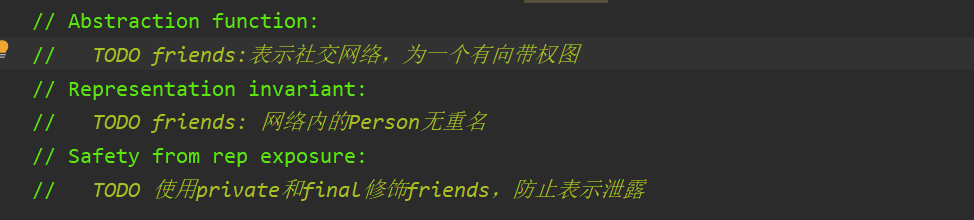 // Abstraction function:
//   TODO friends:表示社交网络，为一个有向带权图
// Representation invariant:
//   TODO friends: 网络内的Person无重名
// Safety from rep exposure:
//   TODO 使用private和final修饰friends，防止表示泄露